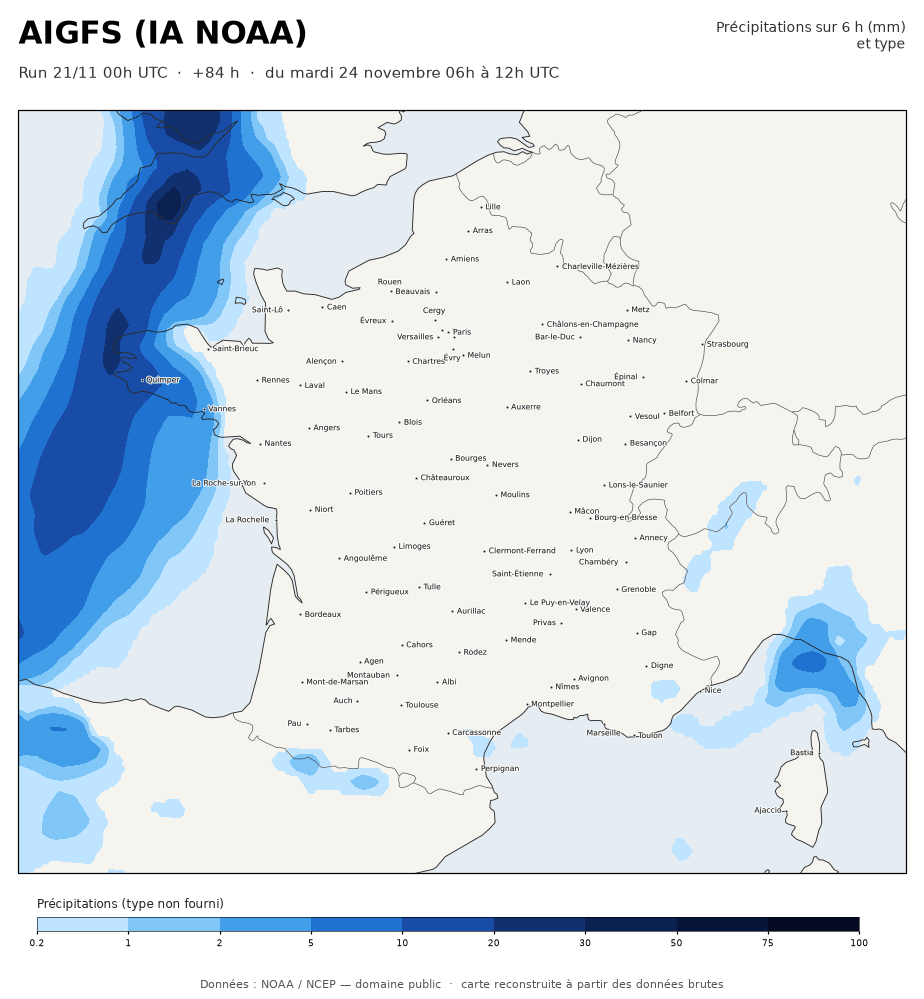 AIGFS (IA NOAA)
Précipitations sur 6 h (mm)
et type
Run 21/11 00h UTC · +84 h · du mardi 24 novembre 06h à 12h UTC
Lille
Arras
Amiens
Charleville-Mézières
Rouen
Laon
Beauvais
Saint-Lô
Caen
Cergy
Metz
Évreux
Châlons-en-Champagne
Paris
Versailles
Bar-le-Duc
Nancy
Strasbourg
Saint-Brieuc
Évry
Melun
Alençon
Chartres
Troyes
Épinal
Quimper
Rennes
Laval
Chaumont
Colmar
Le Mans
Orléans
Auxerre
Vannes
Vesoul
Belfort
Blois
Angers
Tours
Dijon
Besançon
Nantes
Bourges
Nevers
Châteauroux
La Roche-sur-Yon
Lons-le-Saunier
Poitiers
Moulins
Niort
Mâcon
Bourg-en-Bresse
La Rochelle
Guéret
Annecy
Limoges
Clermont-Ferrand
Lyon
Angoulême
Chambéry
Saint-Étienne
Tulle
Grenoble
Périgueux
Le Puy-en-Velay
Valence
Bordeaux
Aurillac
Privas
Gap
Mende
Cahors
Rodez
Agen
Digne
Montauban
Mont-de-Marsan
Albi
Avignon
Nîmes
Nice
Auch
Toulouse
Montpellier
Pau
Tarbes
Carcassonne
Marseille
Toulon
Foix
Bastia
Perpignan
Ajaccio
Précipitations (type non fourni)
0.2 1 2 5 10 20 30 50 75 100
Données : NOAA / NCEP — domaine public · carte reconstruite à partir des données brutes